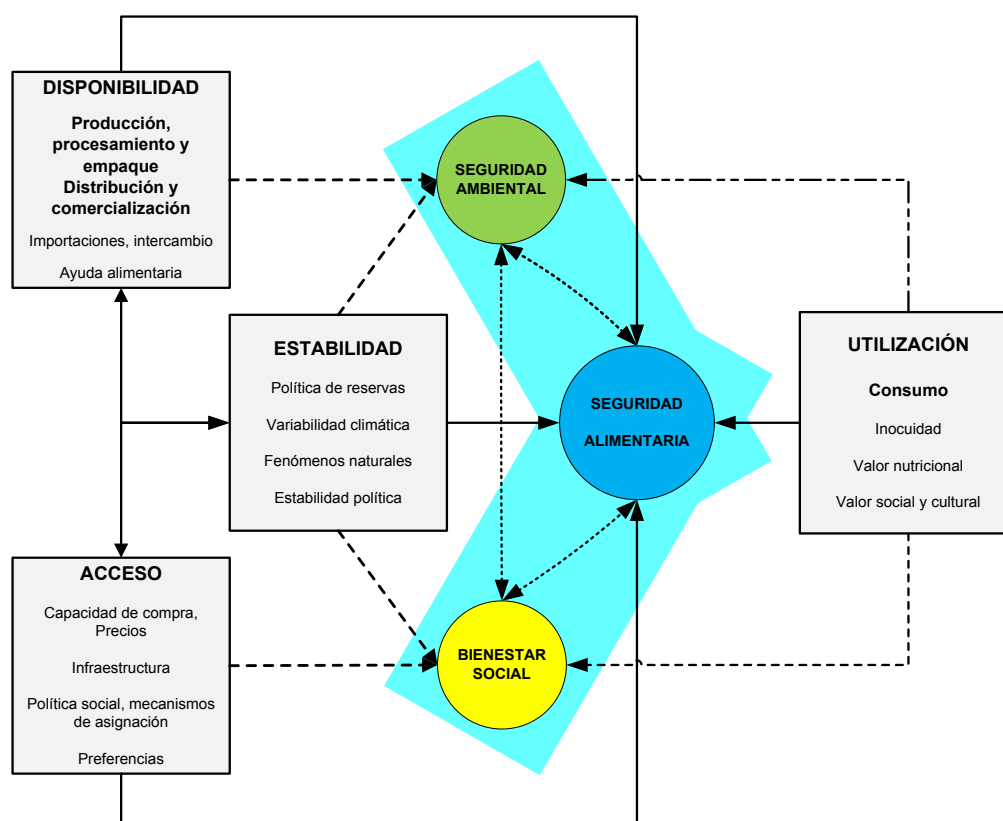 DISPONIBILIDAD
Producción,
procesamiento y
empaque
Distribución y
comercialización
Importaciones, intercambio
Ayuda alimentaria
SEGURIDAD
AMBIENTAL
ESTABILIDAD
Política de reservas
Variabilidad climática
Fenómenos naturales
Estabilidad política
SEGURIDAD
ALIMENTARIA
UTILIZACIÓN
Consumo
Inocuidad
Valor nutricional
Valor social y cultural
ACCESO
Capacidad de compra,
Precios
Infraestructura
Política social, mecanismos
de asignación
Preferencias
BIENESTAR
SOCIAL